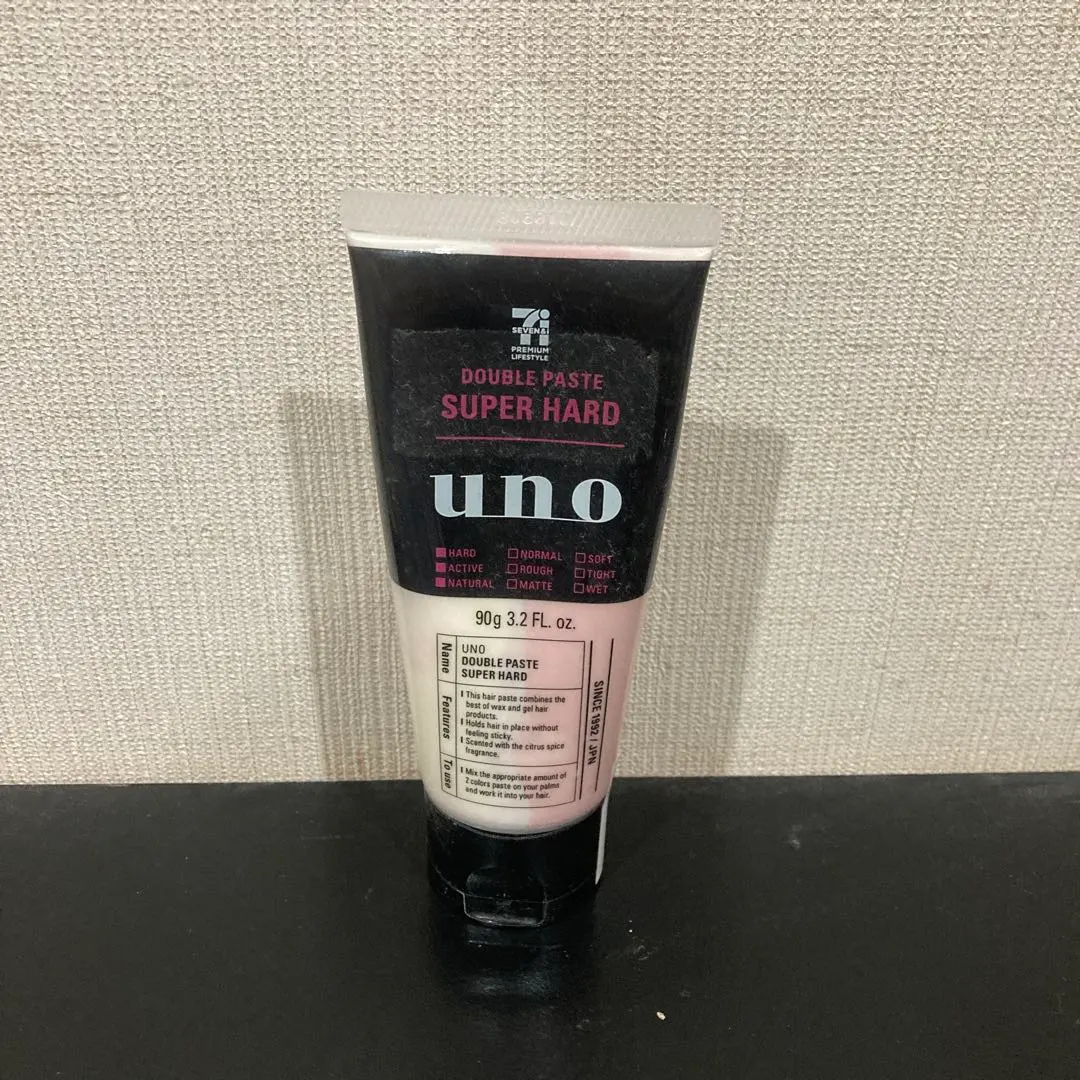 7i
SEVEN&i
PREMIUM
LIFESTYLE
DOUBLE PASTE
SUPER HARD
uno
HARD NORMAL SOFT
ACTIVE ROUGH TIGHT
NATURAL MATTE WET
90g 3.2 FL. oz.
Name
UNO
DOUBLE PASTE
SUPER HARD
Features
This hair paste combines the
best of wax and gel hair
products.
Holds hair in place without
feeling sticky.
Scented with the citrus spice
fragrance.
To use
Mix the appropriate amount of
2 colors paste on your palms
and work it into your hair.
SINCE 1992 / JPN